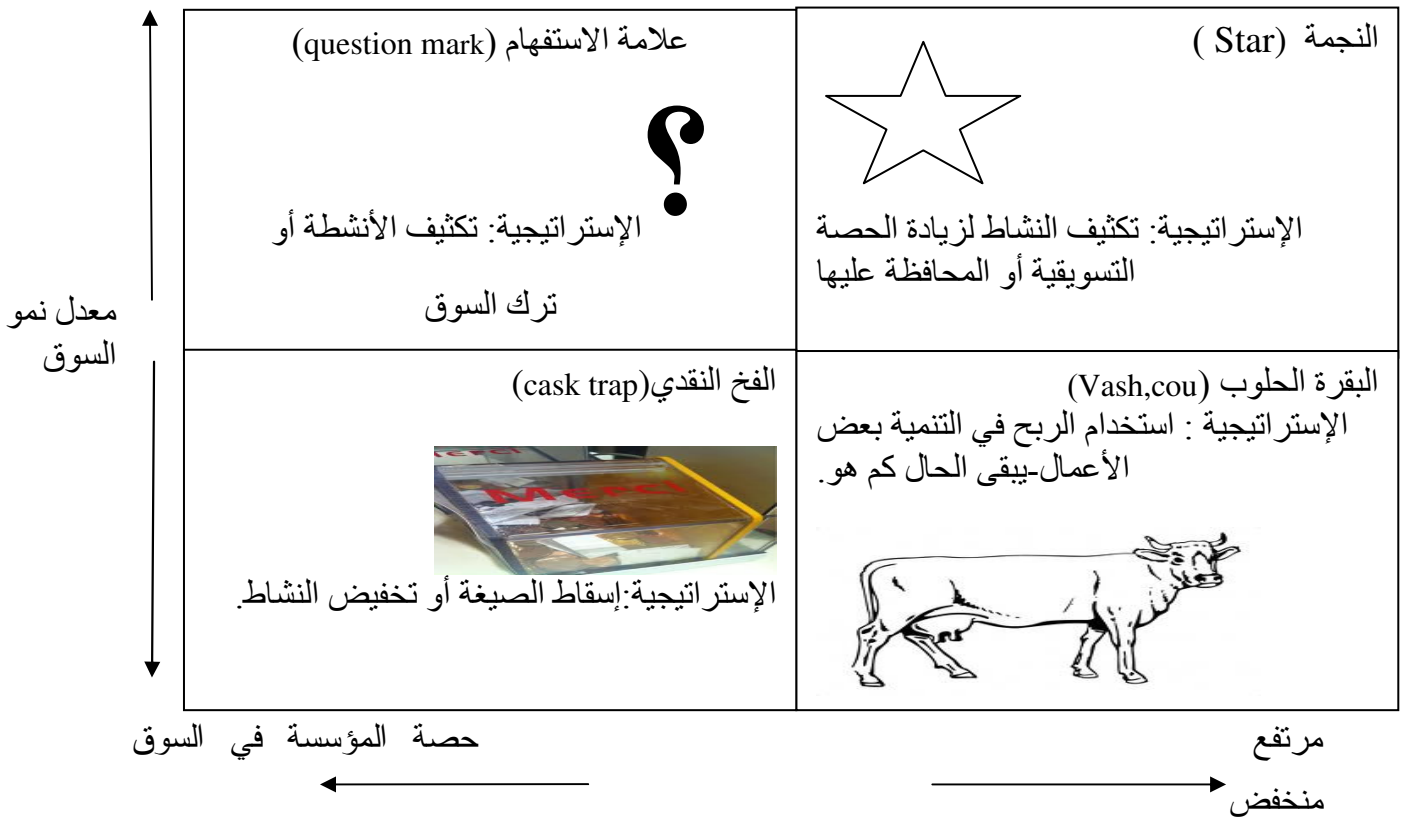 النجمة (Star )
الإستراتيجية: تكثيف النشاط لزيادة الحصة
التسويقية أو المحافظة عليها
علامة الاستفهام (question mark)
؟
الإستراتيجية: تكثيف الأنشطة أو
ترك السوق
معدل نمو
السوق
البقرة الحلوب (Vash,cou)
الإستراتيجية : استخدام الربح في التنمية بعض
الأعمال-يبقى الحال كم هو.
الفخ النقدي(cask trap)
Merci
Merci
الإستراتيجية:إسقاط الصيغة أو تخفيض النشاط.
مرتفع
حصة المؤسسة في السوق
منخفض